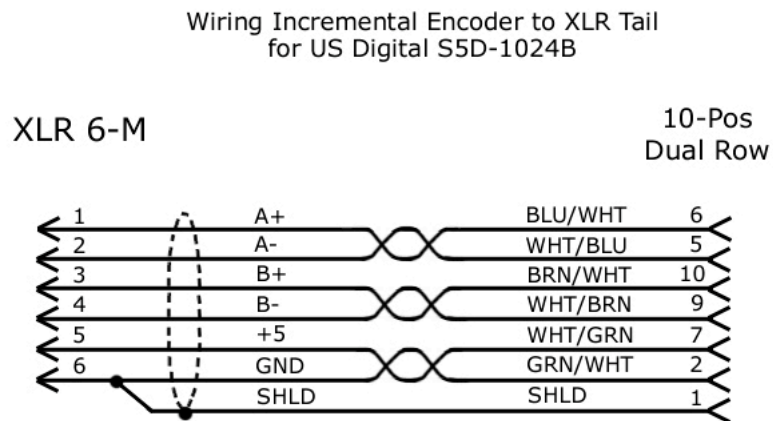 Wiring Incremental Encoder to XLR Tail
for US Digital S5D-1024B
XLR 6-M
10-Pos
Dual Row
1 A+ BLU/WHT 6
2 A- WHT/BLU 5
3 B+ BRN/WHT 10
4 B- WHT/BRN 9
5 +5 WHT/GRN 7
6 GND GRN/WHT 2
SHLD SHLD 1